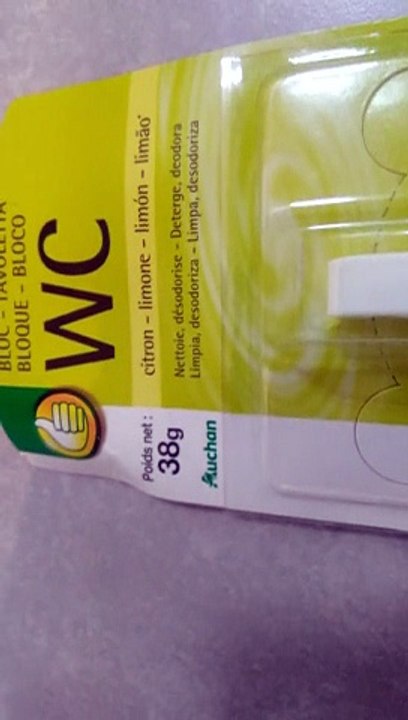 BLOC - TAVOLETTA
BLOQUE - BLOCO
WC
citron - limone - limón - limão*
Nettoie, désodorise - Deterge, deodora
Limpia, desodoriza - Limpa, desodoriza
Poids net :
38g
Auchan